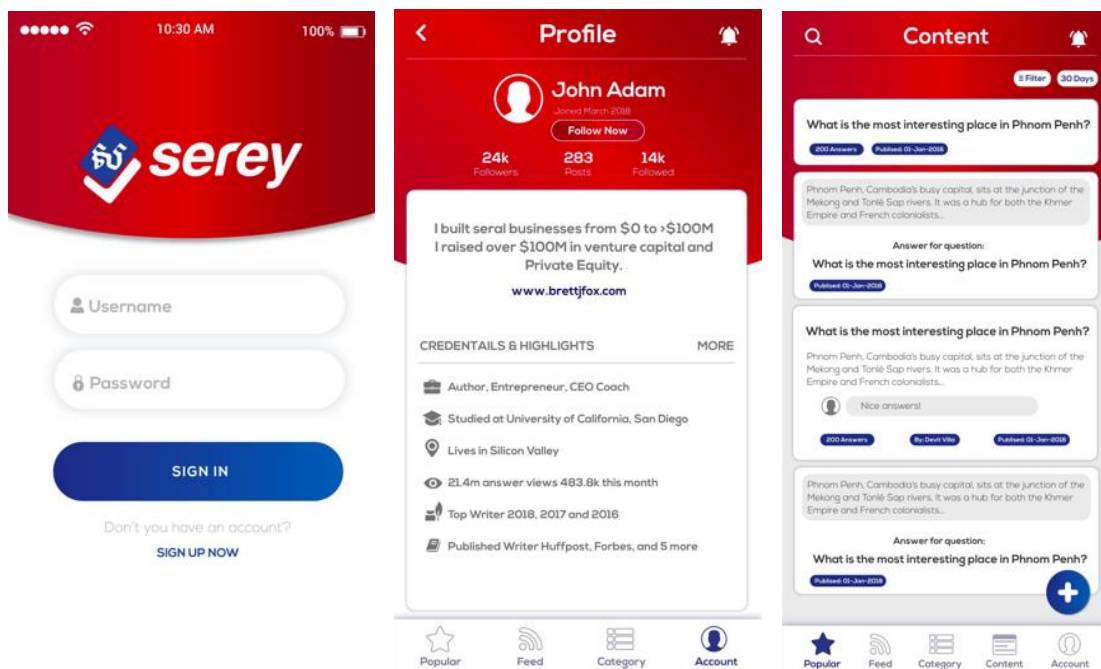 10:30 AM
100%
សេរី
serey
Username
Password
SIGN IN
Don't you have an account?
SIGN UP NOW
Profile
John Adam
Joined March 2018
Follow Now
24k
283
14k
Followers
Posts
Followed
I built seral businesses from $0 to >$100M
I raised over $100M in venture capital and
Private Equity.
www.brettjfox.com
CREDENTAILS & HIGHLIGHTS
MORE
Author, Entrepreneur, CEO Coach
Studied at University of California, San Diego
Lives in Silicon Valley
21.4m answer views 483.8k this month
Top Writer 2018, 2017 and 2016
Published Writer Huffpost, Forbes, and 5 more
Popular
Feed
Category
Account
Content
Filter
30 Days
What is the most interesting place in Phnom Penh?
200 Answers
Publised: 01-Jan-2018
Phnom Penh, Cambodia's busy capital, sits at the junction of the
Mekong and Tonlé Sap rivers. It was a hub for both the Khmer
Empire and French colonialists...
Answer for question:
What is the most interesting place in Phnom Penh?
Publised: 01-Jan-2018
What is the most interesting place in Phnom Penh?
Phnom Penh, Cambodia's busy capital, sits at the junction of the
Mekong and Tonlé Sap rivers. It was a hub for both the Khmer
Empire and French colonialists...
Nice answers!
200 Answers
By: Devit Villa
Publised: 01-Jan-2018
Phnom Penh, Cambodia's busy capital, sits at the junction of the
Mekong and Tonlé Sap rivers. It was a hub for both the Khmer
Empire and French colonialists...
Answer for question:
What is the most interesting place in Phnom Penh?
Publised: 01-Jan-2018
Popular
Feed
Category
Content
Account